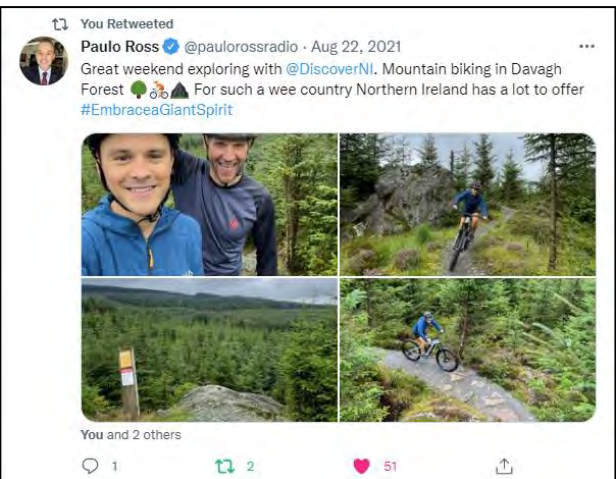 You Retweeted
Paulo Ross @paulorossradio · Aug 22, 2021
Great weekend exploring with @DiscoverNI. Mountain biking in Davagh
Forest 🌳🚵⛰️ For such a wee country Northern Ireland has a lot to offer
#EmbraceaGiantSpirit
You and 2 others
1
2
51